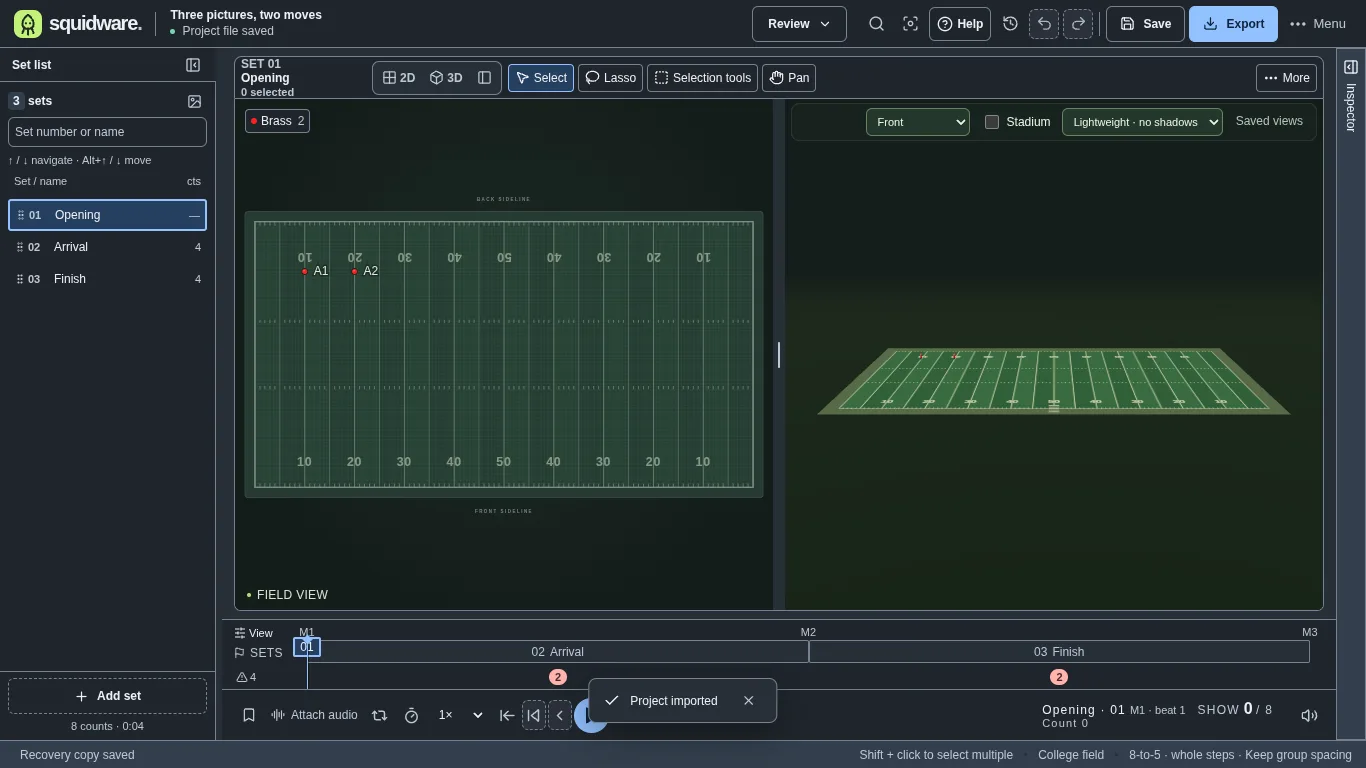 squidware.
Three pictures, two moves
Project file saved
Review
Help
Save
Export
Menu
Set list
3 sets
Set number or name
↑ / ↓ navigate · Alt+↑ / ↓ move
Set / name cts
01 Opening —
02 Arrival 4
03 Finish 4
Add set
8 counts · 0:04
SET 01
Opening
0 selected
2D
3D
Select
Lasso
Selection tools
Pan
More
Brass 2
BACK SIDELINE
10 20 30 40 50 40 30 20 10
A1 A2
10 20 30 40 50 40 30 20 10
FRONT SIDELINE
FIELD VIEW
Front
Stadium
Lightweight · no shadows
Saved views
Inspector
View
M1 M2 M3
SETS
01
02 Arrival
03 Finish
4
2
2
Attach audio
1×
Project imported
Opening · 01 M1 · beat 1 SHOW 0 / 8
Count 0
Recovery copy saved
Shift + click to select multiple · College field · 8-to-5 · whole steps · Keep group spacing